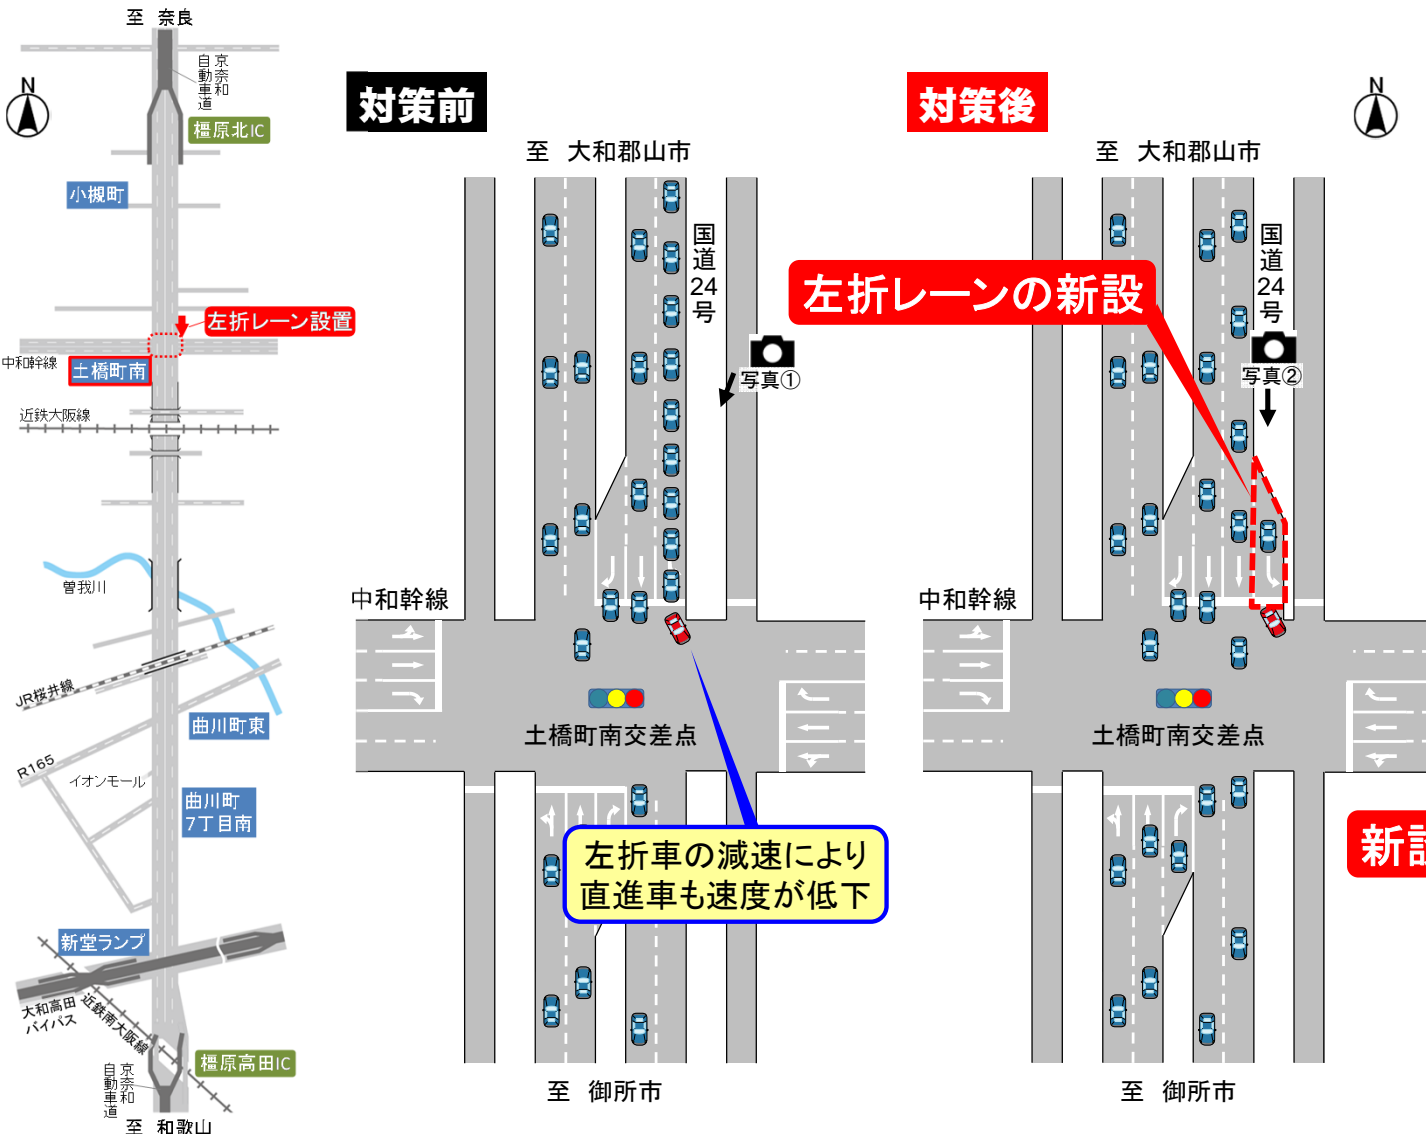 至 奈良
京奈和
自動車道
N
橿原北IC
小槻町
左折レーン設置
中和幹線
土橋町南
近鉄大阪線
曽我川
JR桜井線
曲川町東
R165
イオンモール
曲川町
7丁目南
新堂ランプ
大和高田
バイパス
近鉄南大阪線
橿原高田IC
京奈和
自動車道
至 和歌山
対策前
至 大和郡山市
国道24号
写真①
中和幹線
土橋町南交差点
左折車の減速により
直進車も速度が低下
至 御所市
対策後
N
至 大和郡山市
国道24号
左折レーンの新設
写真②
中和幹線
土橋町南交差点
新設
至 御所市